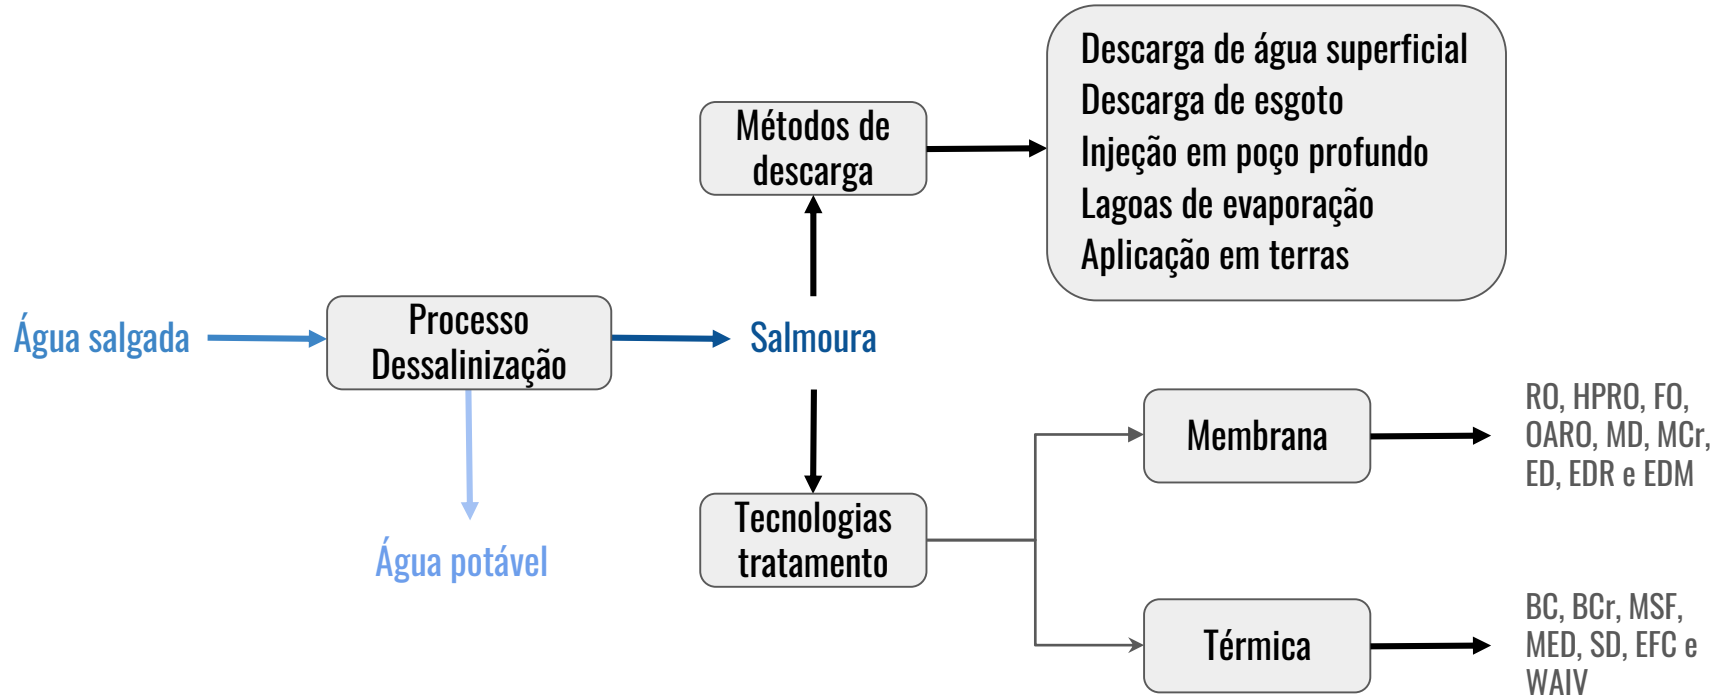 Descarga de água superficial
Descarga de esgoto
Injeção em poço profundo
Lagoas de evaporação
Aplicação em terras
Métodos de
descarga
Água salgada
Processo
Dessalinização
Salmoura
Água potável
Tecnologias
tratamento
Membrana
RO, HPRO, FO,
OARO, MD, MCr,
ED, EDR e EDM
Térmica
BC, BCr, MSF,
MED, SD, EFC e
WAIV